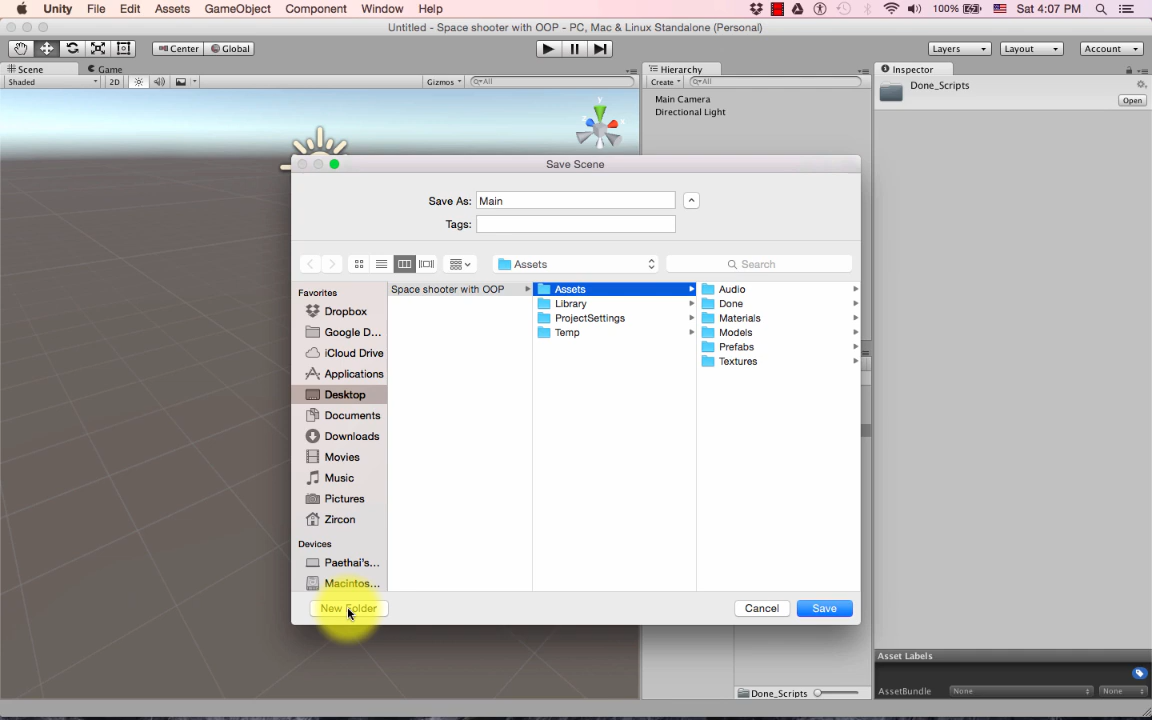 Unity File Edit Assets GameObject Component Window Help 100% Sat 4:07 PM
Untitled - Space shooter with OOP - PC, Mac & Linux Standalone (Personal)
Center Global Layers Layout Account
Scene Game Hierarchy Inspector
Shaded 2D Gizmos All Create All
Done_Scripts
Open
Main Camera
Directional Light
Save Scene
Save As: Main
Tags:
Assets Search
Favorites
Dropbox
Google D...
iCloud Drive
Applications
Desktop
Documents
Downloads
Movies
Music
Pictures
Zircon
Devices
Paethai's...
Macintos...
Space shooter with OOP
Assets
Library
ProjectSettings
Temp
Audio
Done
Materials
Models
Prefabs
Textures
New Folder Cancel Save
Asset Labels
AssetBundle None None
Done_Scripts